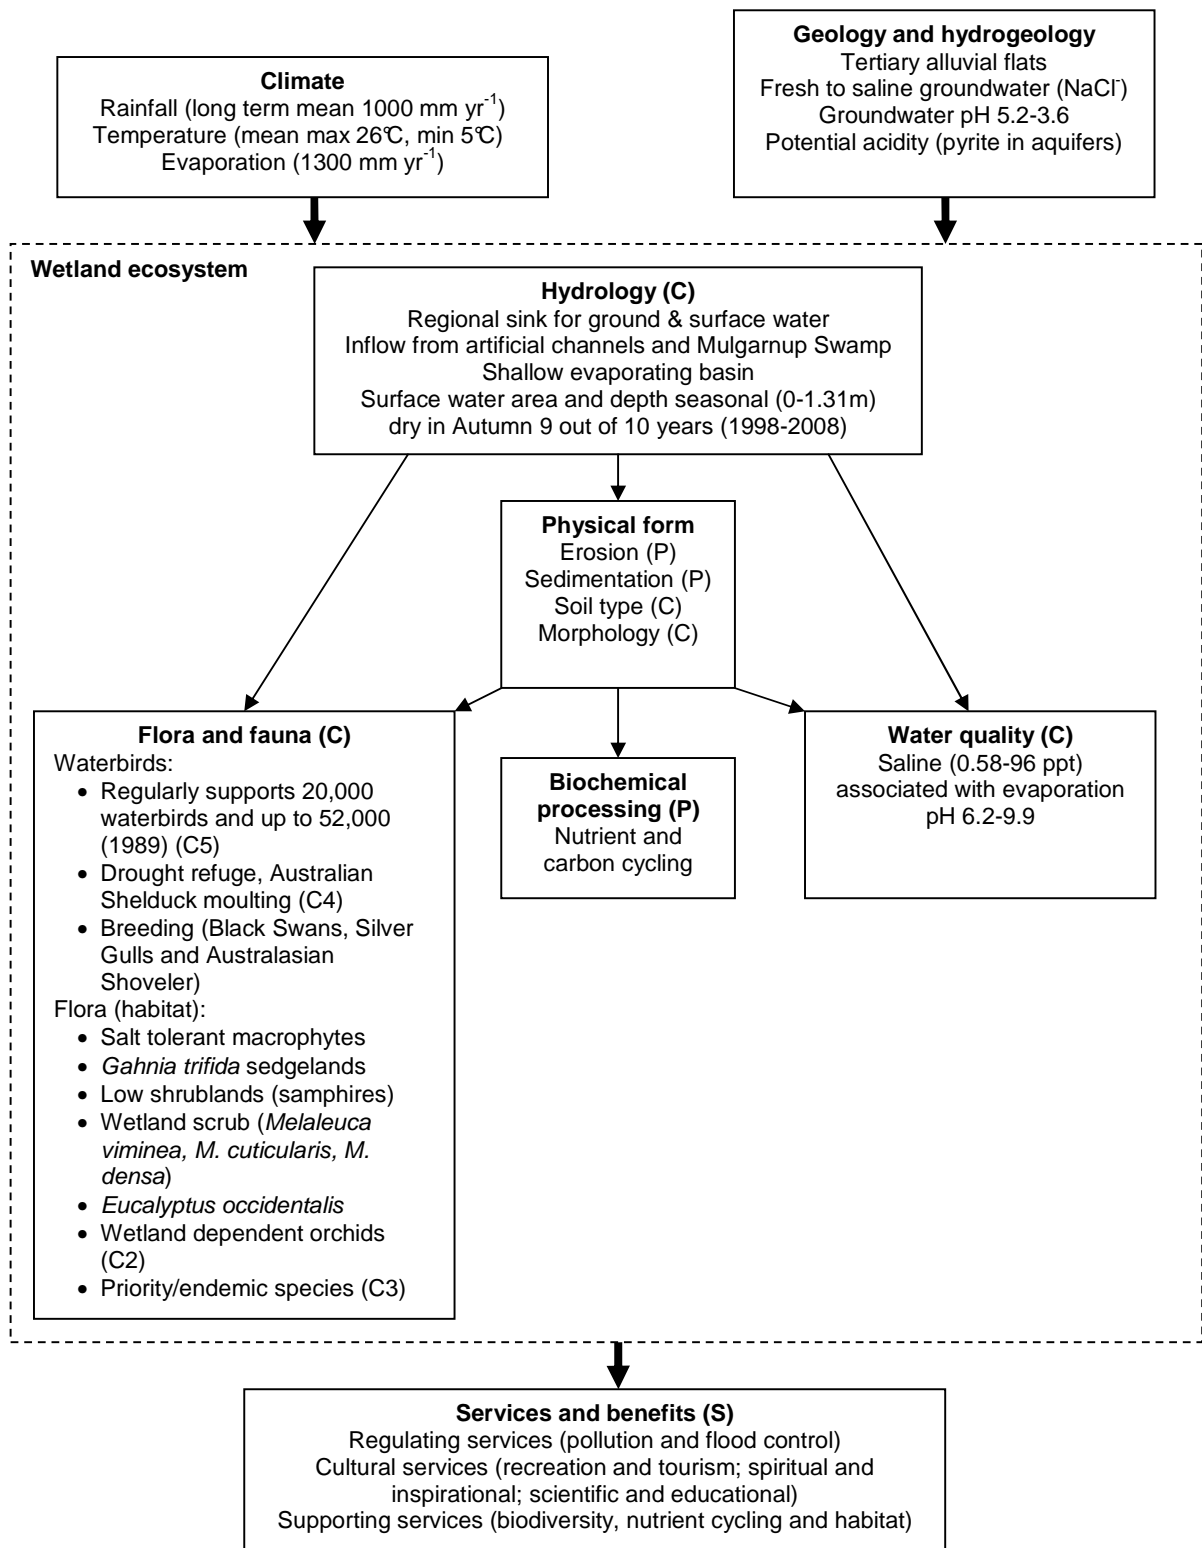 Climate
Rainfall (long term mean 1000 mm yr-1)
Temperature (mean max 26°C, min 5°C)
Evaporation (1300 mm yr-1)
Geology and hydrogeology
Tertiary alluvial flats
Fresh to saline groundwater (NaCl-)
Groundwater pH 5.2-3.6
Potential acidity (pyrite in aquifers)
Wetland ecosystem
Hydrology (C)
Regional sink for ground & surface water
Inflow from artificial channels and Mulgarnup Swamp
Shallow evaporating basin
Surface water area and depth seasonal (0-1.31m)
dry in Autumn 9 out of 10 years (1998-2008)
Physical form
Erosion (P)
Sedimentation (P)
Soil type (C)
Morphology (C)
Flora and fauna (C)
Waterbirds:
• Regularly supports 20,000
waterbirds and up to 52,000
(1989) (C5)
• Drought refuge, Australian
Shelduck moulting (C4)
• Breeding (Black Swans, Silver
Gulls and Australasian
Shoveler)
Flora (habitat):
• Salt tolerant macrophytes
• Gahnia trifida sedgelands
• Low shrublands (samphires)
• Wetland scrub (Melaleuca
viminea, M. cuticularis, M.
densa)
• Eucalyptus occidentalis
• Wetland dependent orchids
(C2)
• Priority/endemic species (C3)
Biochemical
processing (P)
Nutrient and
carbon cycling
Water quality (C)
Saline (0.58-96 ppt)
associated with evaporation
pH 6.2-9.9
Services and benefits (S)
Regulating services (pollution and flood control)
Cultural services (recreation and tourism; spiritual and
inspirational; scientific and educational)
Supporting services (biodiversity, nutrient cycling and habitat)